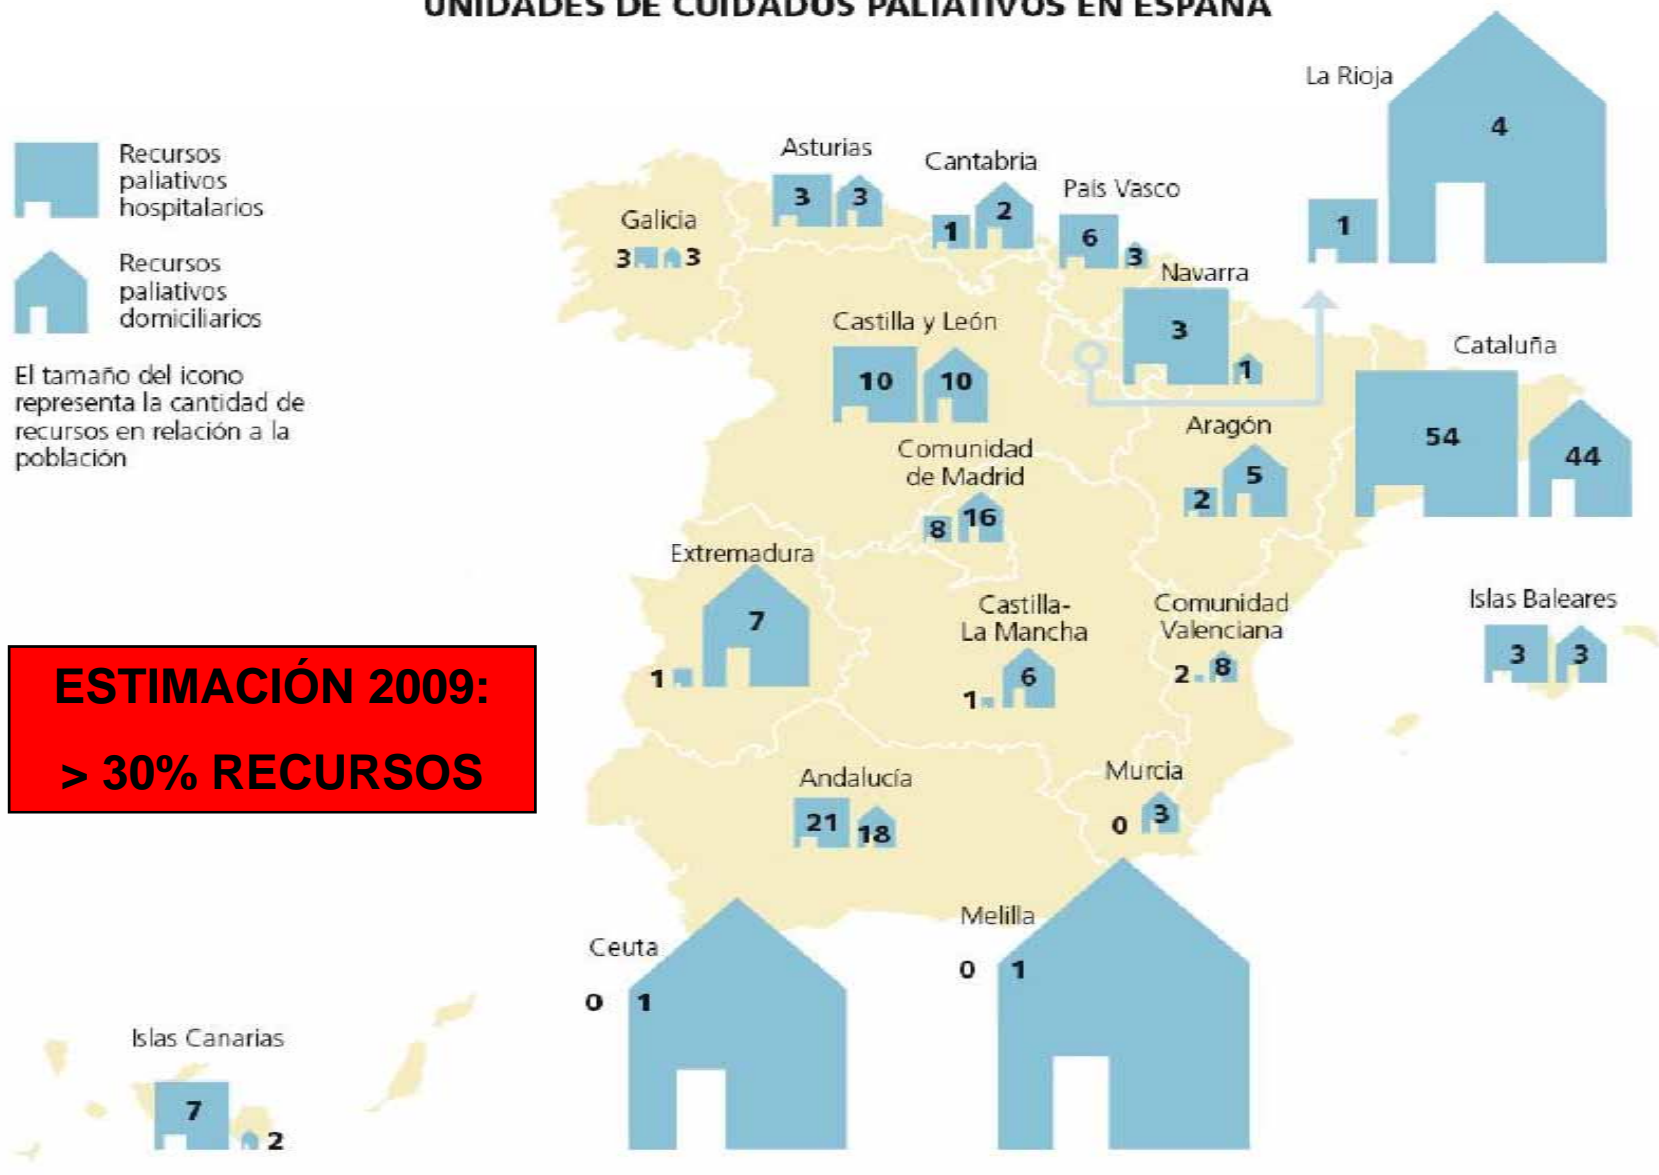 UNIDADES DE CUIDADOS PALIATIVOS EN ESPAÑA
La Rioja
4
1
Recursos
paliativos
hospitalarios
Recursos
paliativos
domiciliarios
El tamaño del icono
representa la cantidad de
recursos en relación a la
población
Asturias
3 3
Cantabria
1 2
País Vasco
6 3
Galicia
3 3
Navarra
3 1
Castilla y León
10 10
Cataluña
54 44
Aragón
2 5
Comunidad
de Madrid
8 16
Extremadura
1 7
Castilla-
La Mancha
1 6
Comunidad
Valenciana
2 8
Islas Baleares
3 3
ESTIMACIÓN 2009:
> 30% RECURSOS
Andalucía
21 18
Murcia
0 3
Ceuta
0 1
Melilla
0 1
Islas Canarias
7 2